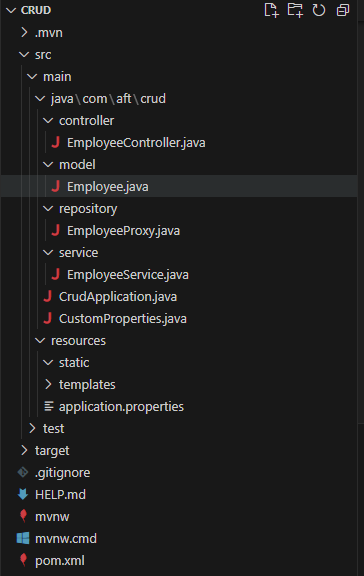 CRUD
.mvn
src
main
java\com\aft\crud
controller
EmployeeController.java
model
Employee.java
repository
EmployeeProxy.java
service
EmployeeService.java
CrudApplication.java
CustomProperties.java
resources
static
templates
application.properties
test
target
.gitignore
HELP.md
mvnw
mvnw.cmd
pom.xml